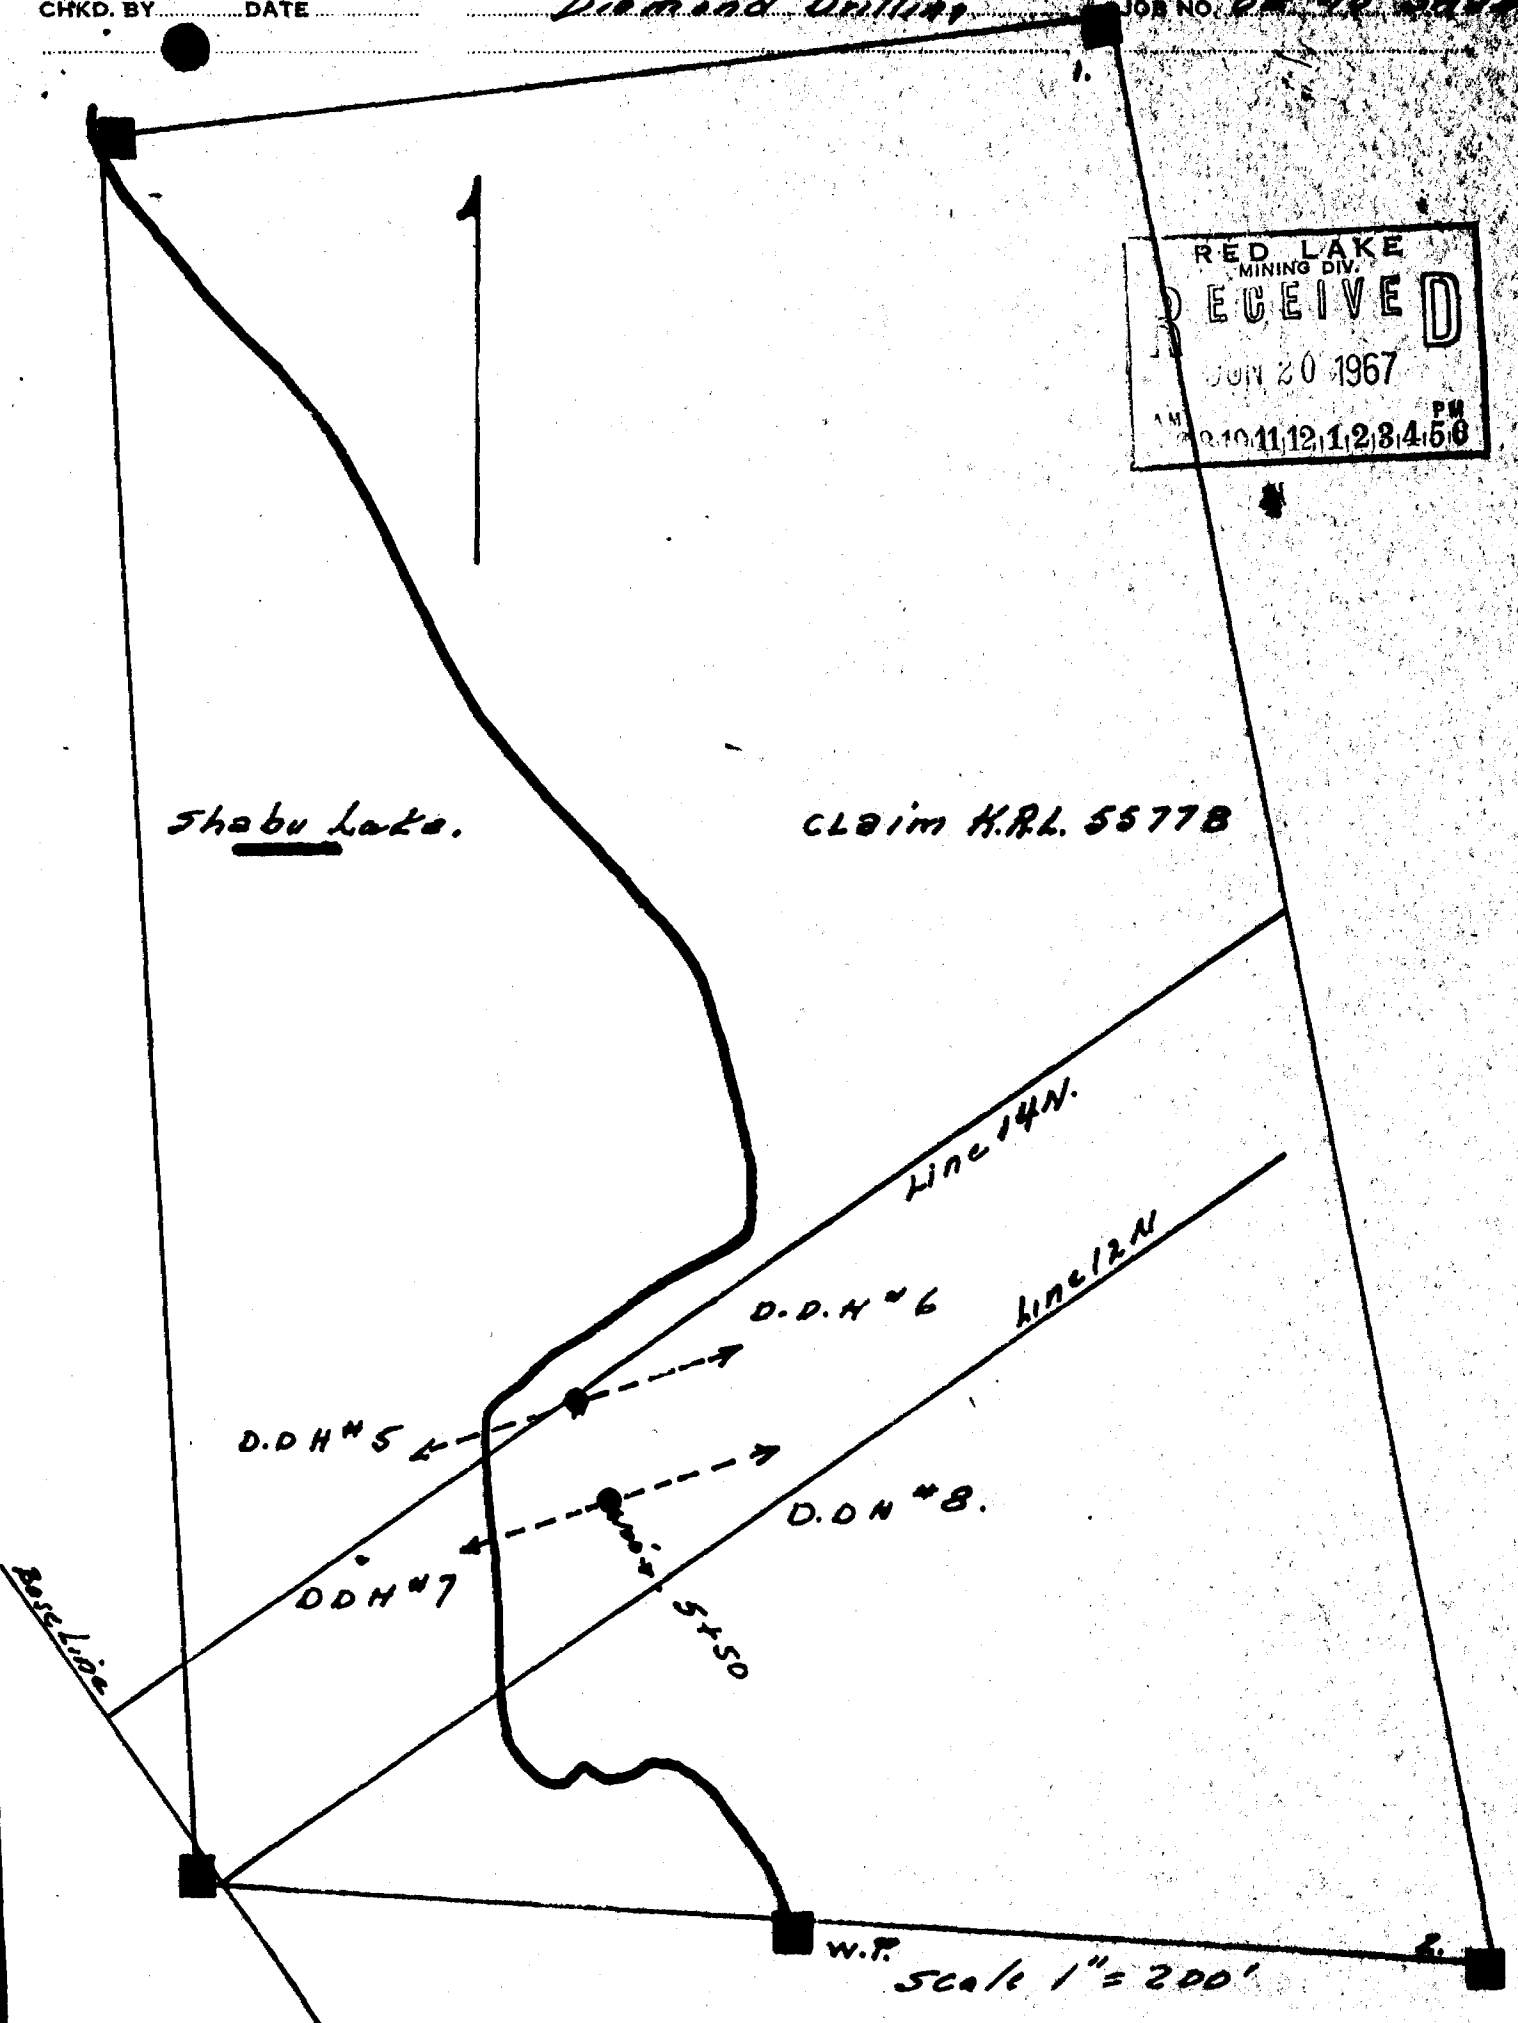 CHKD. BY DATE Diamond Drilling JOB NO.
1.
RED LAKE
MINING DIV.
RECEIVED
JUN 20 1967
AM PM
9 10 11 12 1 2 3 4 5 6
Shabu Lake.
CLaim K.R.L. 55778
Line 14N.
Line 12N
D.D.H # 6
D.D H # 5
D.D H # 8.
D D H # 7
5+50
Base Line
W.P.
2.
Scale 1" = 200'